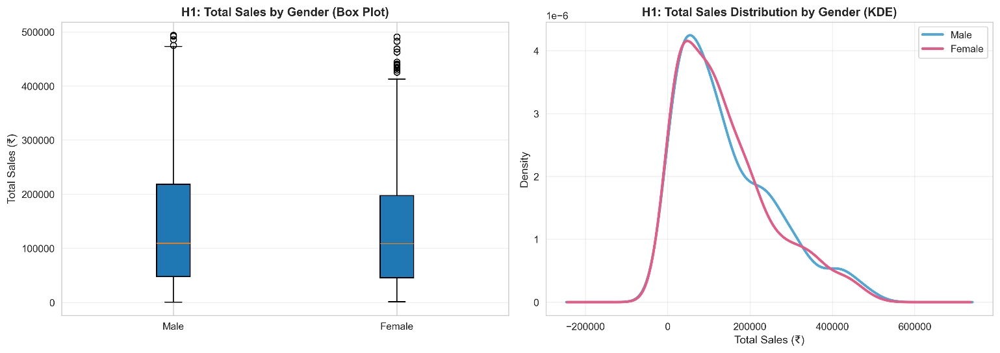 H1: Total Sales by Gender (Box Plot)
500000
400000
300000
200000
100000
0
Total Sales (₹)
Male
Female
H1: Total Sales Distribution by Gender (KDE)
1e−6
Male
Female
4
3
2
1
0
Density
−200000
0
200000
400000
600000
Total Sales (₹)